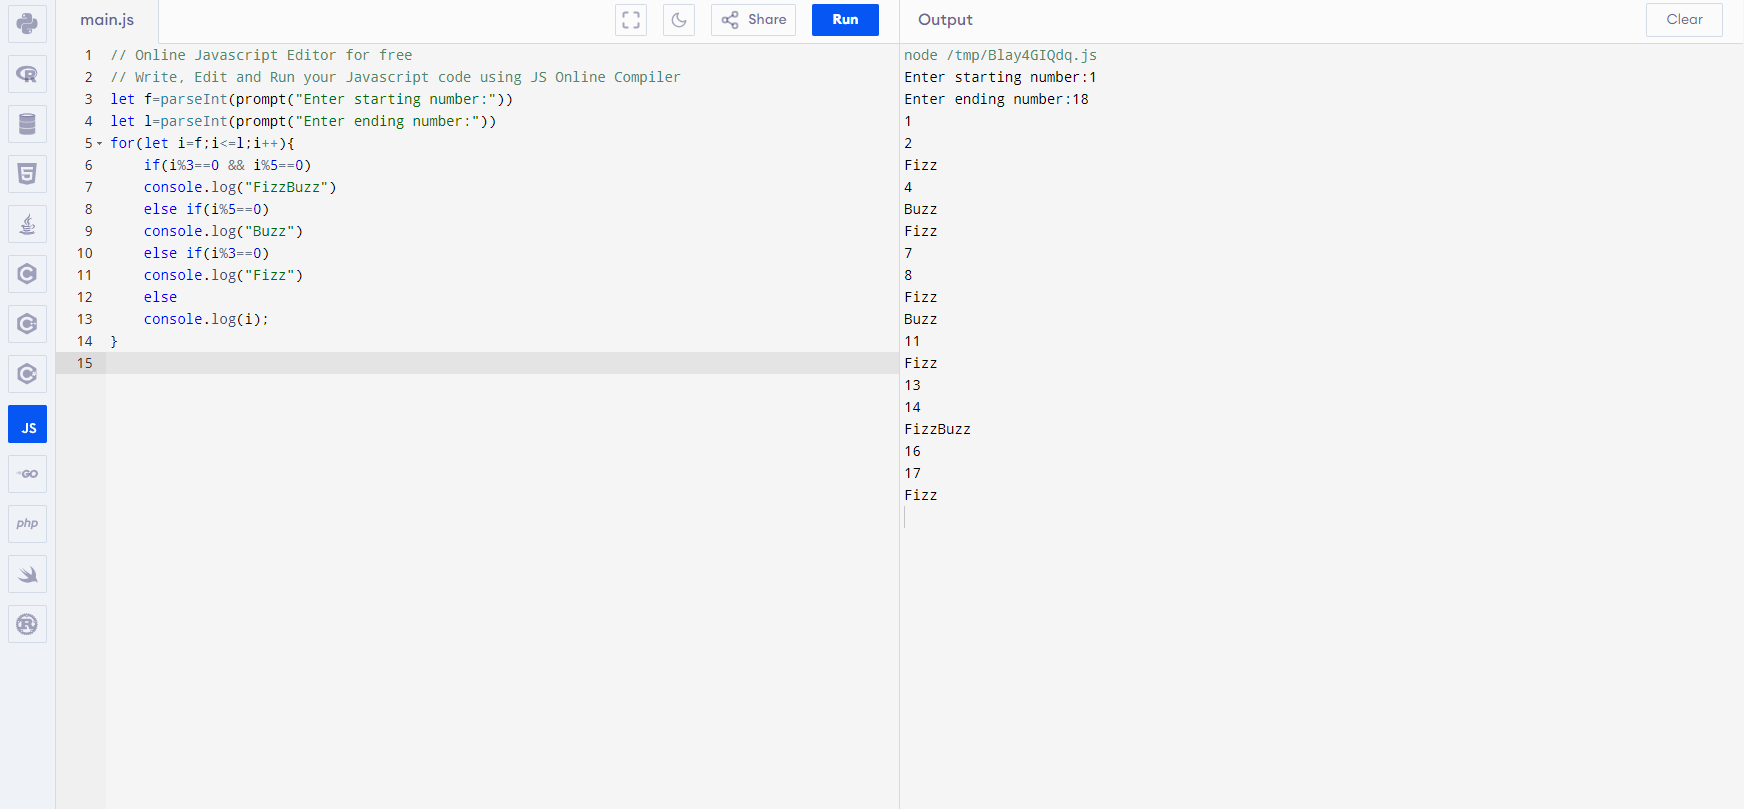 main.js
Share
Run
Output
Clear
1 // Online Javascript Editor for free
2 // Write, Edit and Run your Javascript code using JS Online Compiler
3 let f=parseInt(prompt("Enter starting number:"))
4 let l=parseInt(prompt("Enter ending number:"))
5 for(let i=f;i<=l;i++){
6     if(i%3==0 && i%5==0)
7     console.log("FizzBuzz")
8     else if(i%5==0)
9     console.log("Buzz")
10     else if(i%3==0)
11     console.log("Fizz")
12     else
13     console.log(i);
14 }
15
node /tmp/Blay4GIQdq.js
Enter starting number:1
Enter ending number:18
1
2
Fizz
4
Buzz
Fizz
7
8
Fizz
Buzz
11
Fizz
13
14
FizzBuzz
16
17
Fizz
R
5
C
C
C
JS
GO
php
R